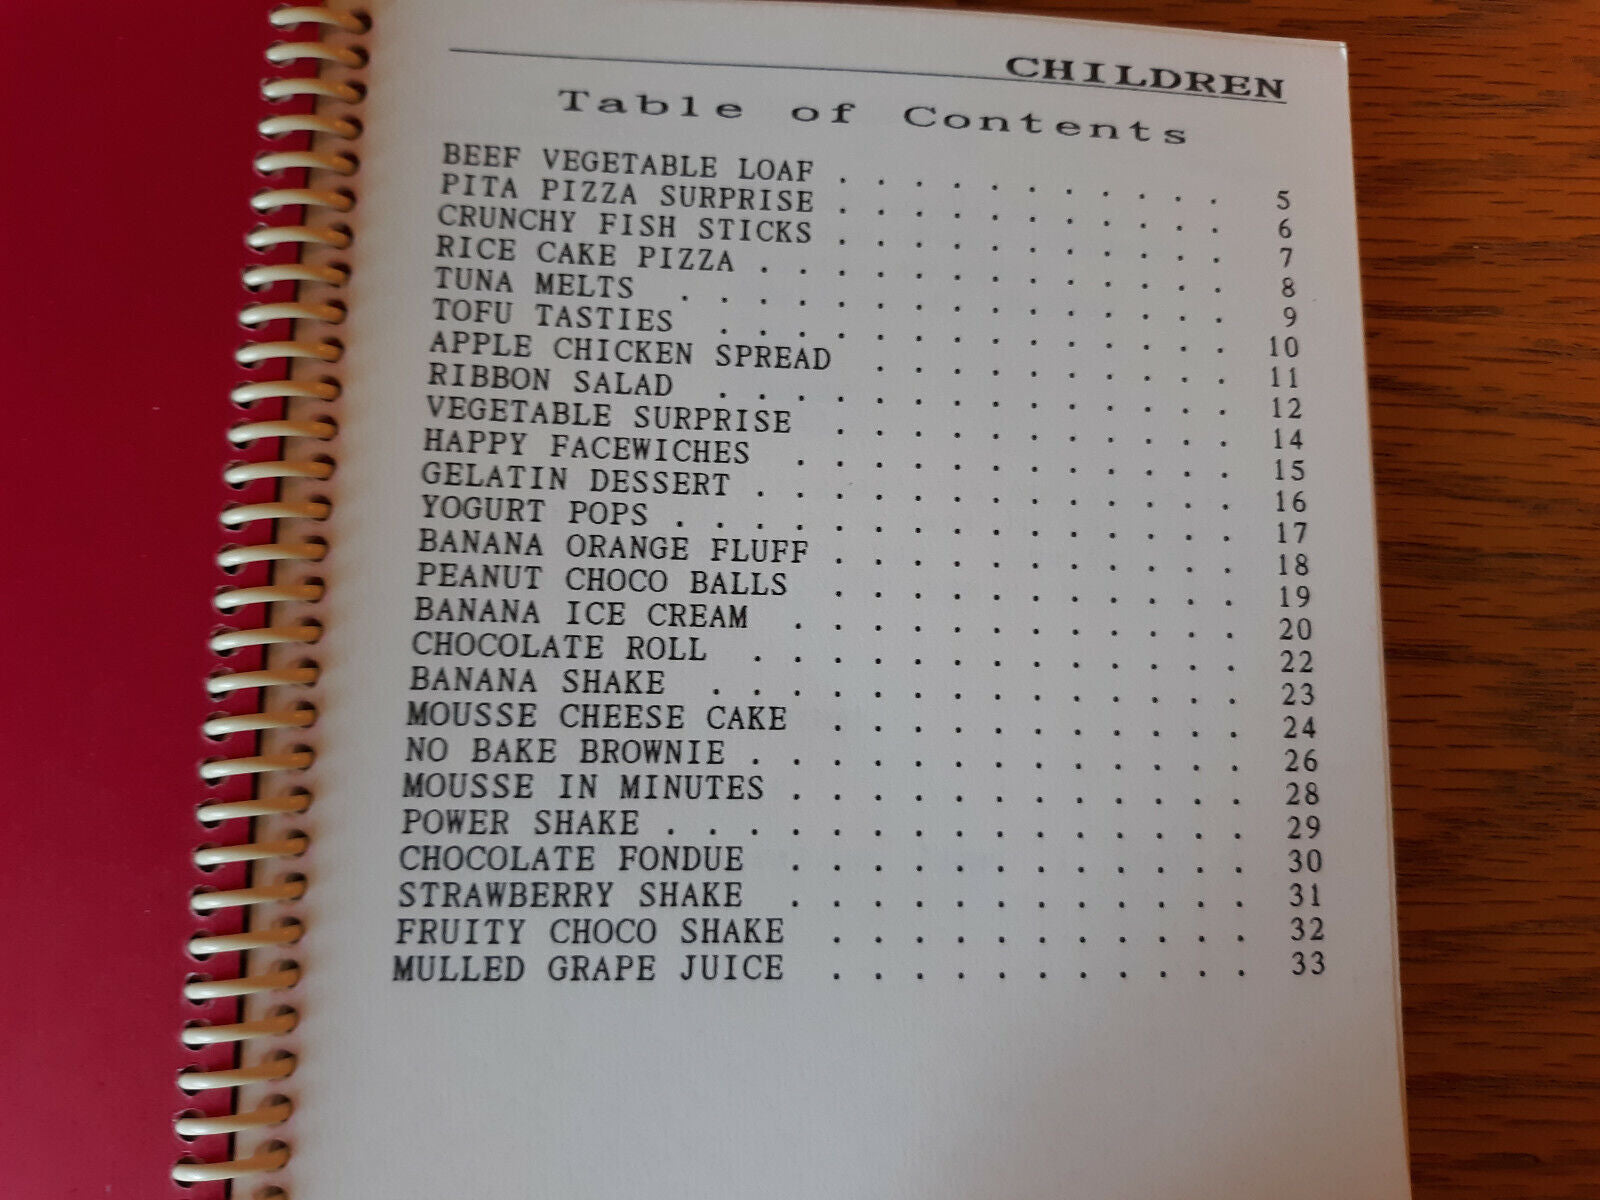 CHILDREN
Table of Contents
BEEF VEGETABLE LOAF . . . . . . . . . . . 5
PITA PIZZA SURPRISE . . . . . . . . . . . 6
CRUNCHY FISH STICKS . . . . . . . . . . . 7
RICE CAKE PIZZA . . . . . . . . . . . . . 8
TUNA MELTS . . . . . . . . . . . . . . . 9
TOFU TASTIES . . . . . . . . . . . . . . 10
APPLE CHICKEN SPREAD . . . . . . . . . . 11
RIBBON SALAD . . . . . . . . . . . . . . 12
VEGETABLE SURPRISE . . . . . . . . . . . 14
HAPPY FACEWICHES . . . . . . . . . . . . 15
GELATIN DESSERT . . . . . . . . . . . . . 16
YOGURT POPS . . . . . . . . . . . . . . . 17
BANANA ORANGE FLUFF . . . . . . . . . . . 18
PEANUT CHOCO BALLS . . . . . . . . . . . 19
BANANA ICE CREAM . . . . . . . . . . . . 20
CHOCOLATE ROLL . . . . . . . . . . . . . 22
BANANA SHAKE . . . . . . . . . . . . . . 23
MOUSSE CHEESE CAKE . . . . . . . . . . . 24
NO BAKE BROWNIE . . . . . . . . . . . . . 26
MOUSSE IN MINUTES . . . . . . . . . . . . 28
POWER SHAKE . . . . . . . . . . . . . . . 29
CHOCOLATE FONDUE . . . . . . . . . . . . 30
STRAWBERRY SHAKE . . . . . . . . . . . . 31
FRUITY CHOCO SHAKE . . . . . . . . . . . 32
MULLED GRAPE JUICE . . . . . . . . . . . 33